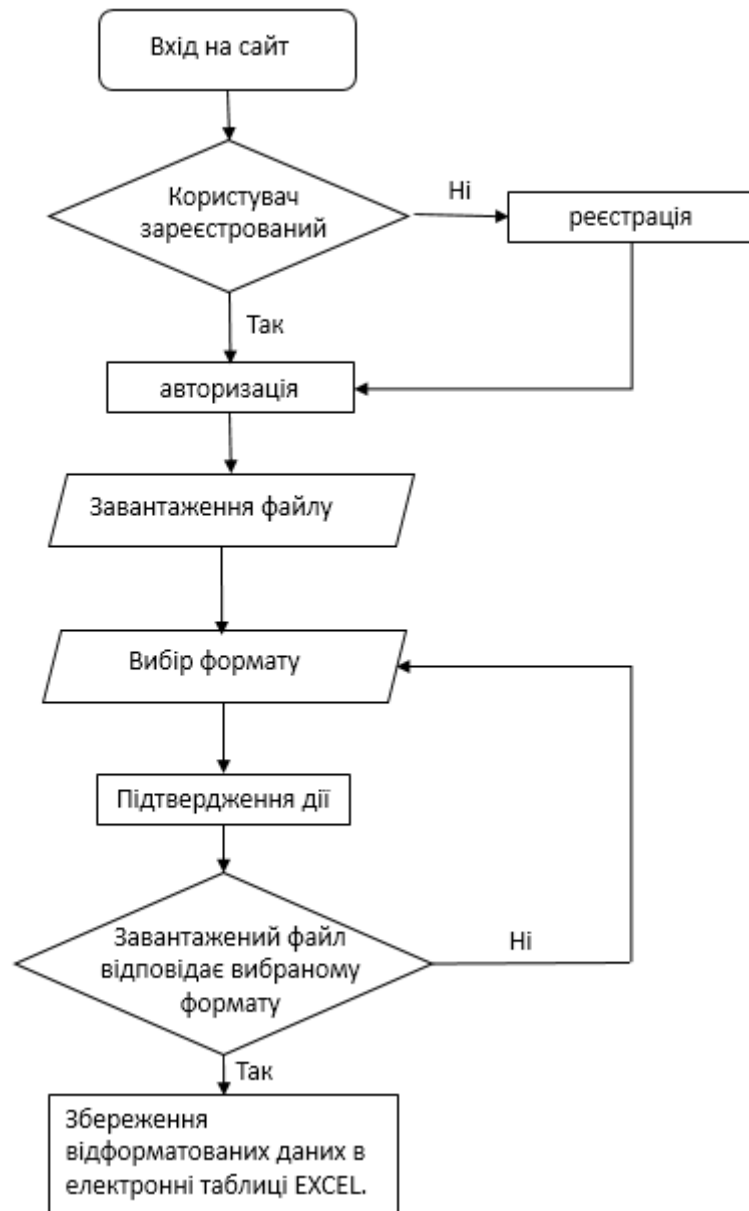 Вхід на сайт
Користувач
зареєстрований
Ні
реєстрація
Так
авторизація
Завантаження файлу
Вибір формату
Підтвердження дії
Завантажений файл
відповідає вибраному
формату
Ні
Так
Збереження
відформатованих даних в
електронні таблиці EXCEL.